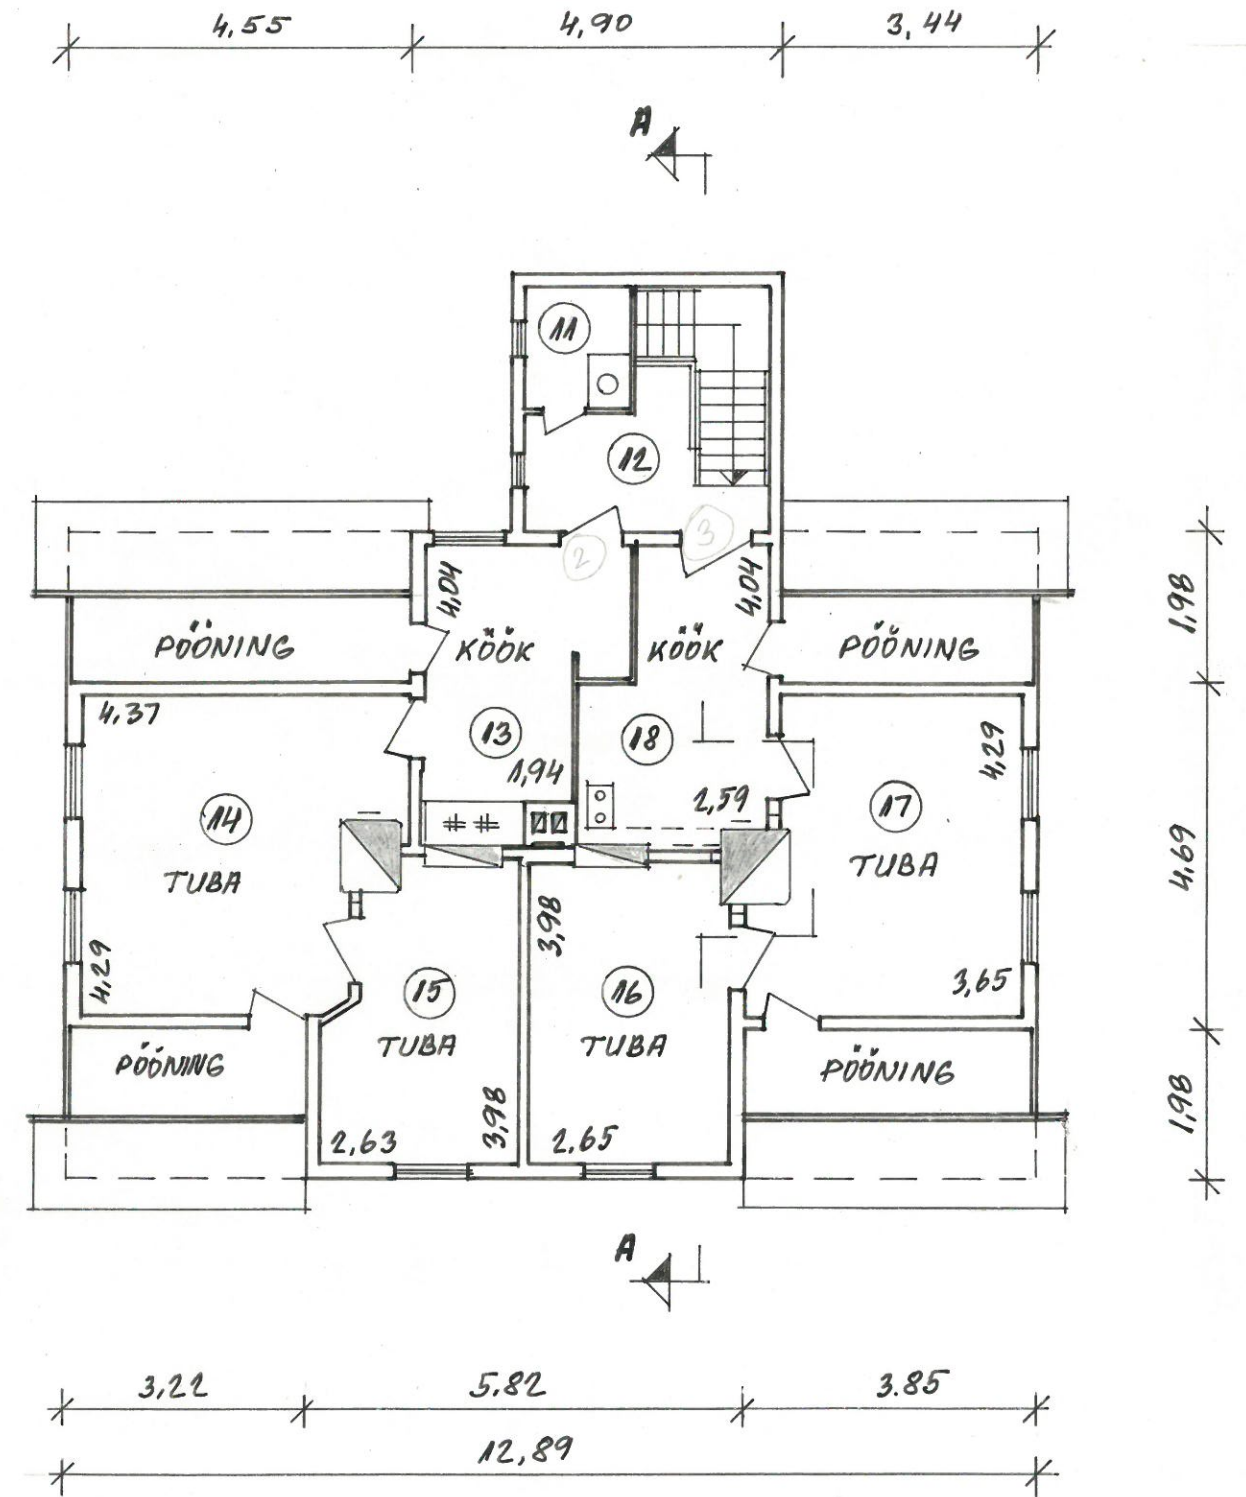 4,55 4,90 3,44
A
11
12
2 3
4,04 4,04
1,98
PÖÖNING KÖÖK KÖÖK PÖÖNING
4,37
13 18
4,29
1,94 2,59
14 17
TUBA TUBA
4,69
3,98
4,29
15 16
3,65
TUBA TUBA
PÖÖNING PÖÖNING
1,98
2,63 3,98 2,65
A
3,22 5,82 3.85
12,89